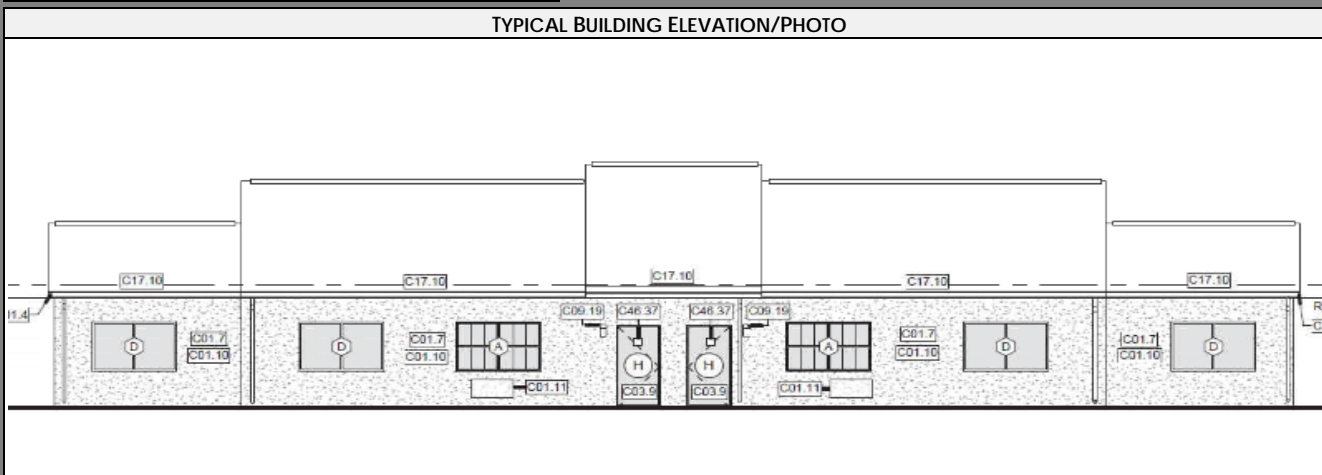 TYPICAL BUILDING ELEVATION/PHOTO
C17.10 C17.10 C17.10 C17.10 C17.10
C09.19 C46.37 C46.37 C09.19
R
C
D C01.7 D C01.7 A H H A C01.7 D C01.7 D
C01.10 C01.10 C01.10 C01.10
C01.11 C03.9 C03.9 C01.11